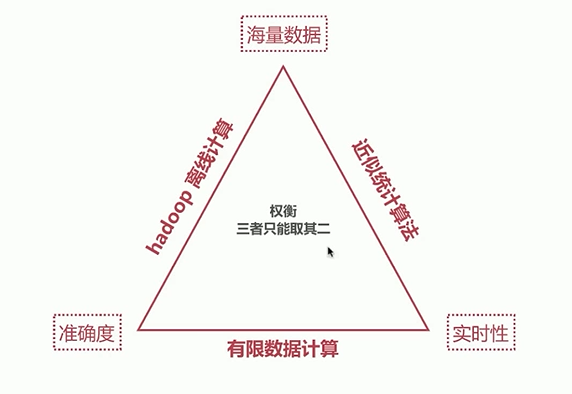 海量数据
hadoop 离线计算
近似统计算法
权衡
三者只能取其二
准确度
实时性
有限数据计算